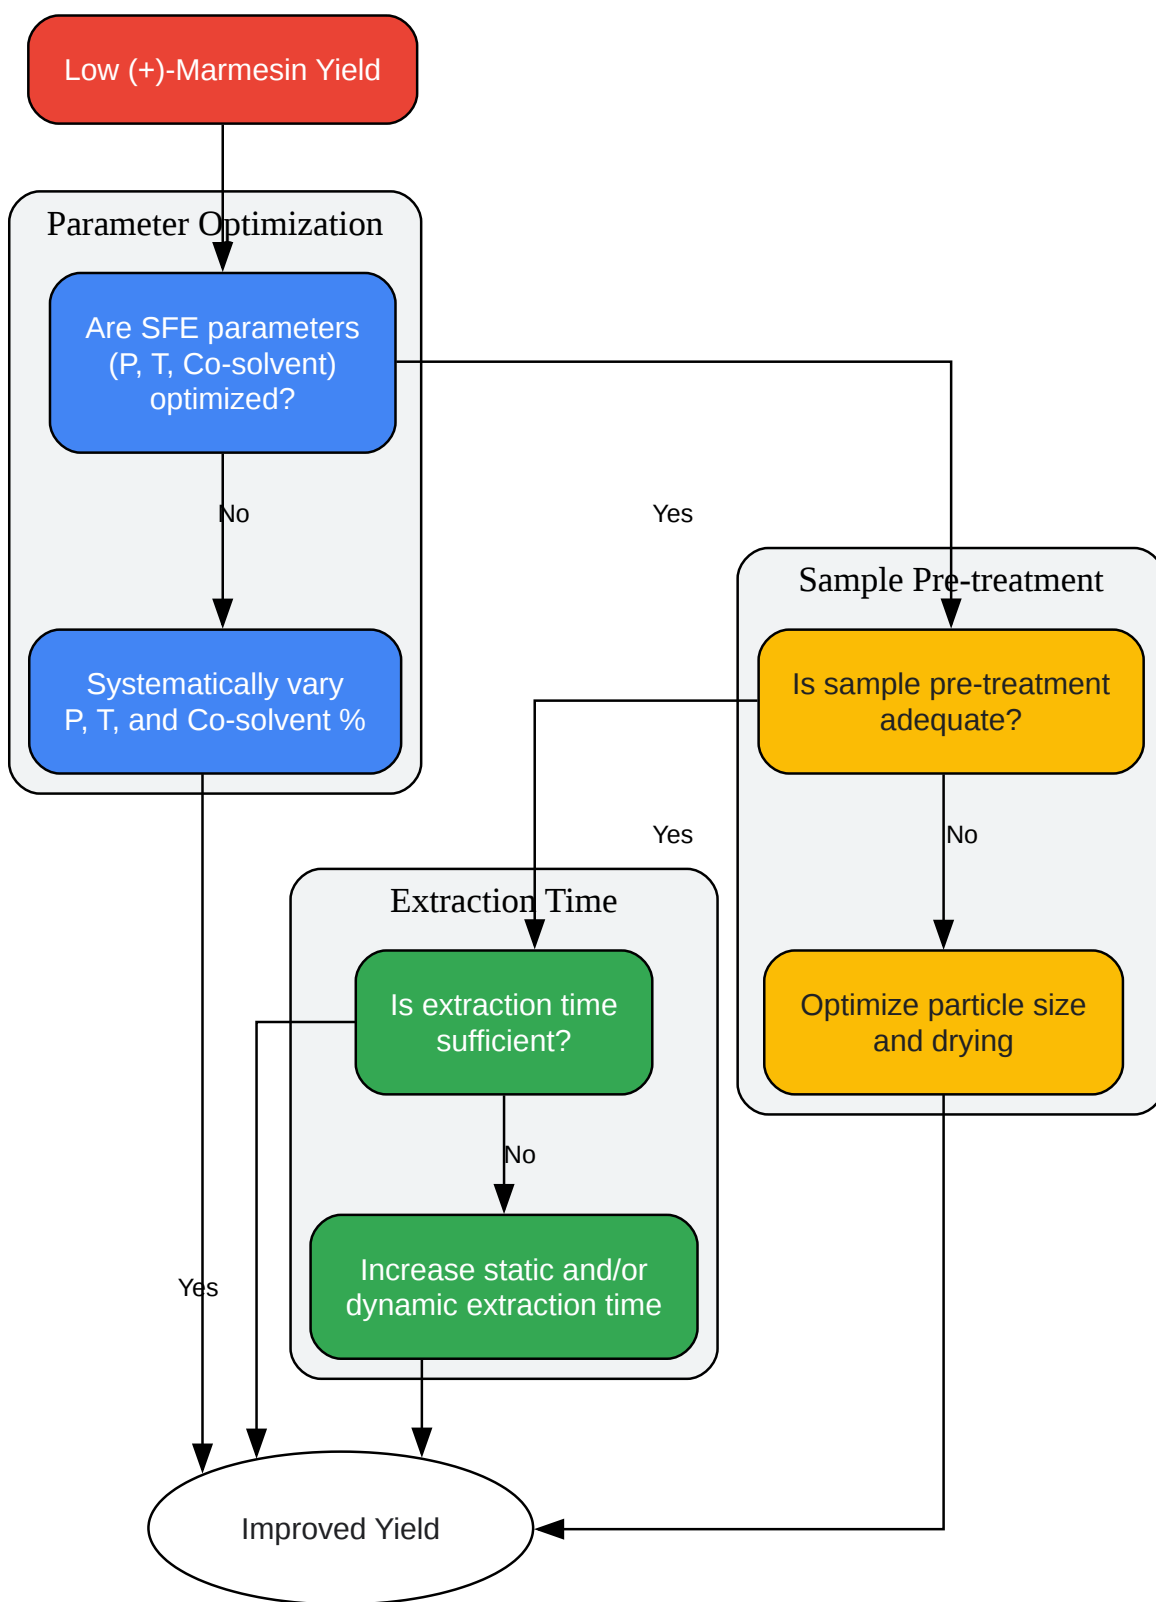 Low (+)-Marmesin Yield
Parameter Optimization
Are SFE parameters
(P, T, Co-solvent)
optimized?
No
Yes
Sample Pre-treatment
Systematically vary
P, T, and Co-solvent %
Is sample pre-treatment
adequate?
Yes
No
Extraction Time
Is extraction time
sufficient?
Optimize particle size
and drying
No
Increase static and/or
dynamic extraction time
Yes
Improved Yield